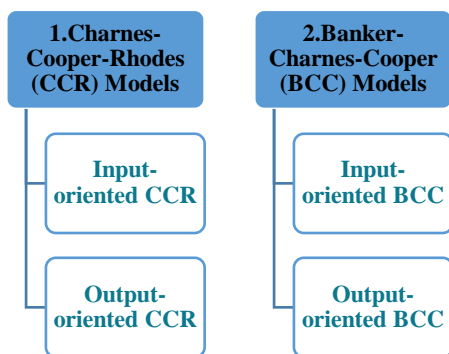 1.Charnes-
Cooper-Rhodes
(CCR) Models
Input-
oriented CCR
Output-
oriented CCR
2.Banker-
Charnes-Cooper
(BCC) Models
Input-
oriented BCC
Output-
oriented BCC